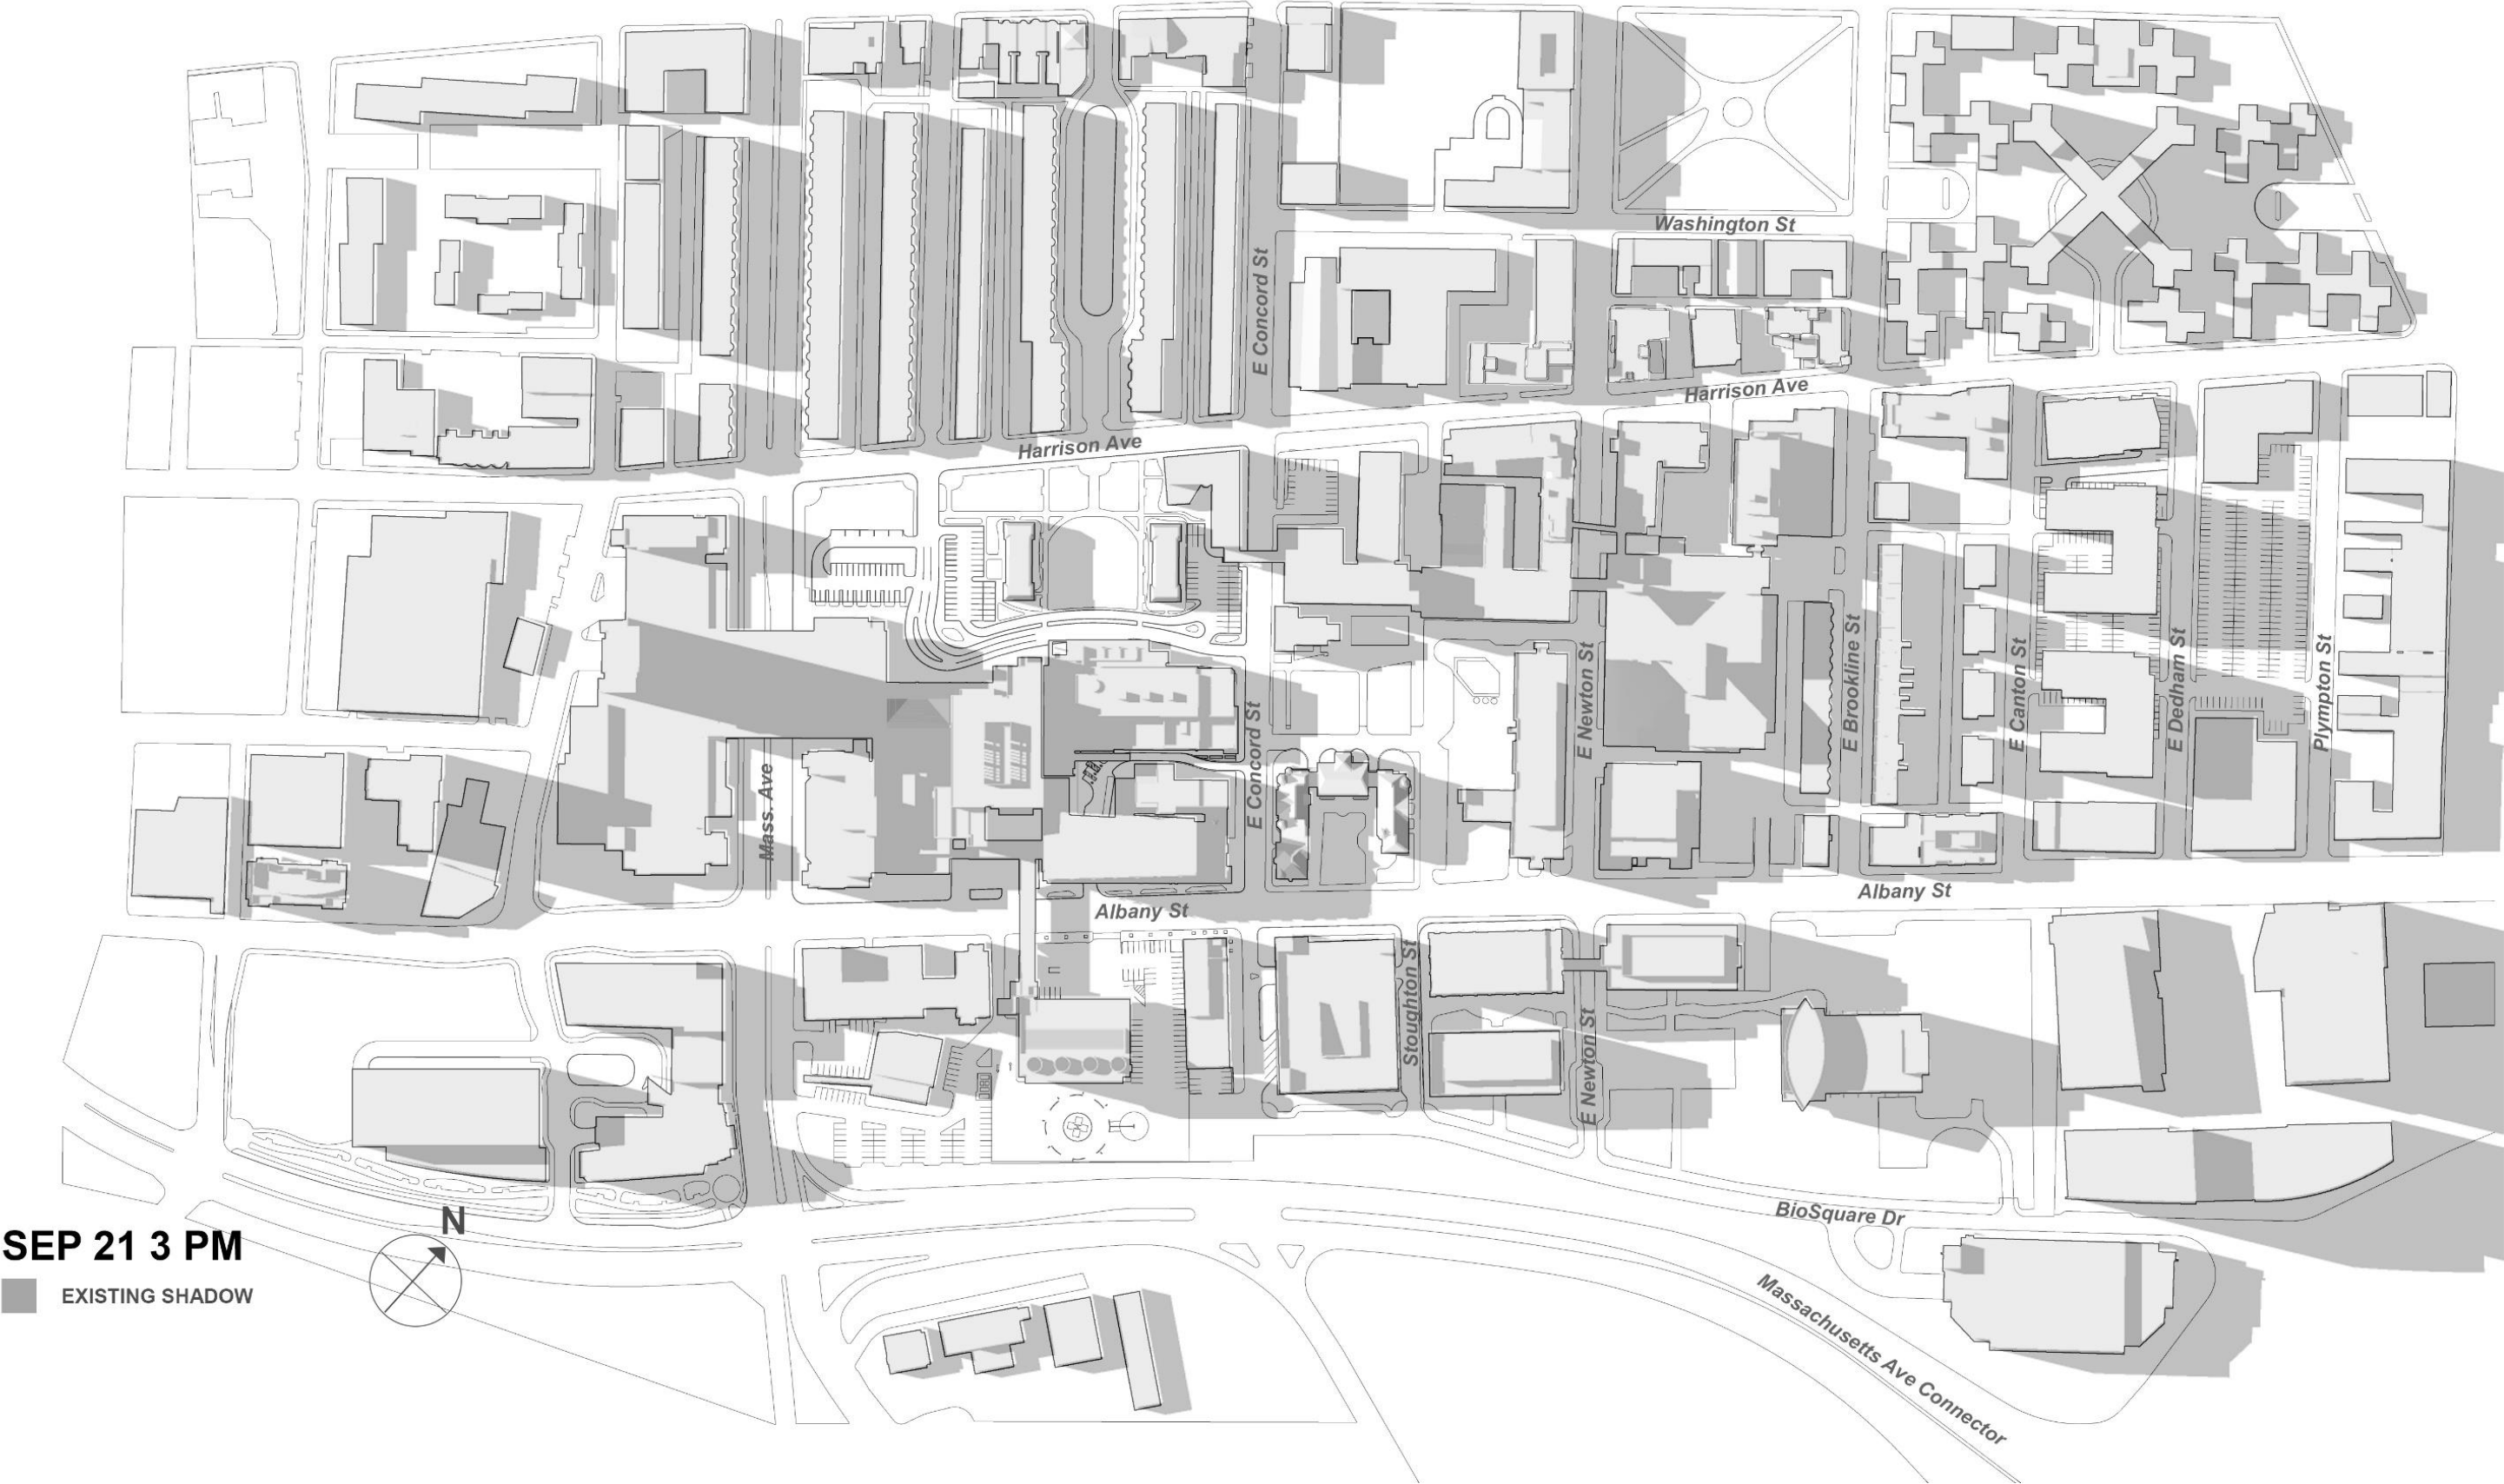 Washington St
E Concord St
Harrison Ave
Harrison Ave
E Newton St
E Brookline St
E Canton St
E Dedham St
Plympton St
E Concord St
Mass. Ave
Albany St
Albany St
Stoughton St
E Newton St
BioSquare Dr
Massachusetts Ave Connector
N
SEP 21 3 PM
EXISTING SHADOW